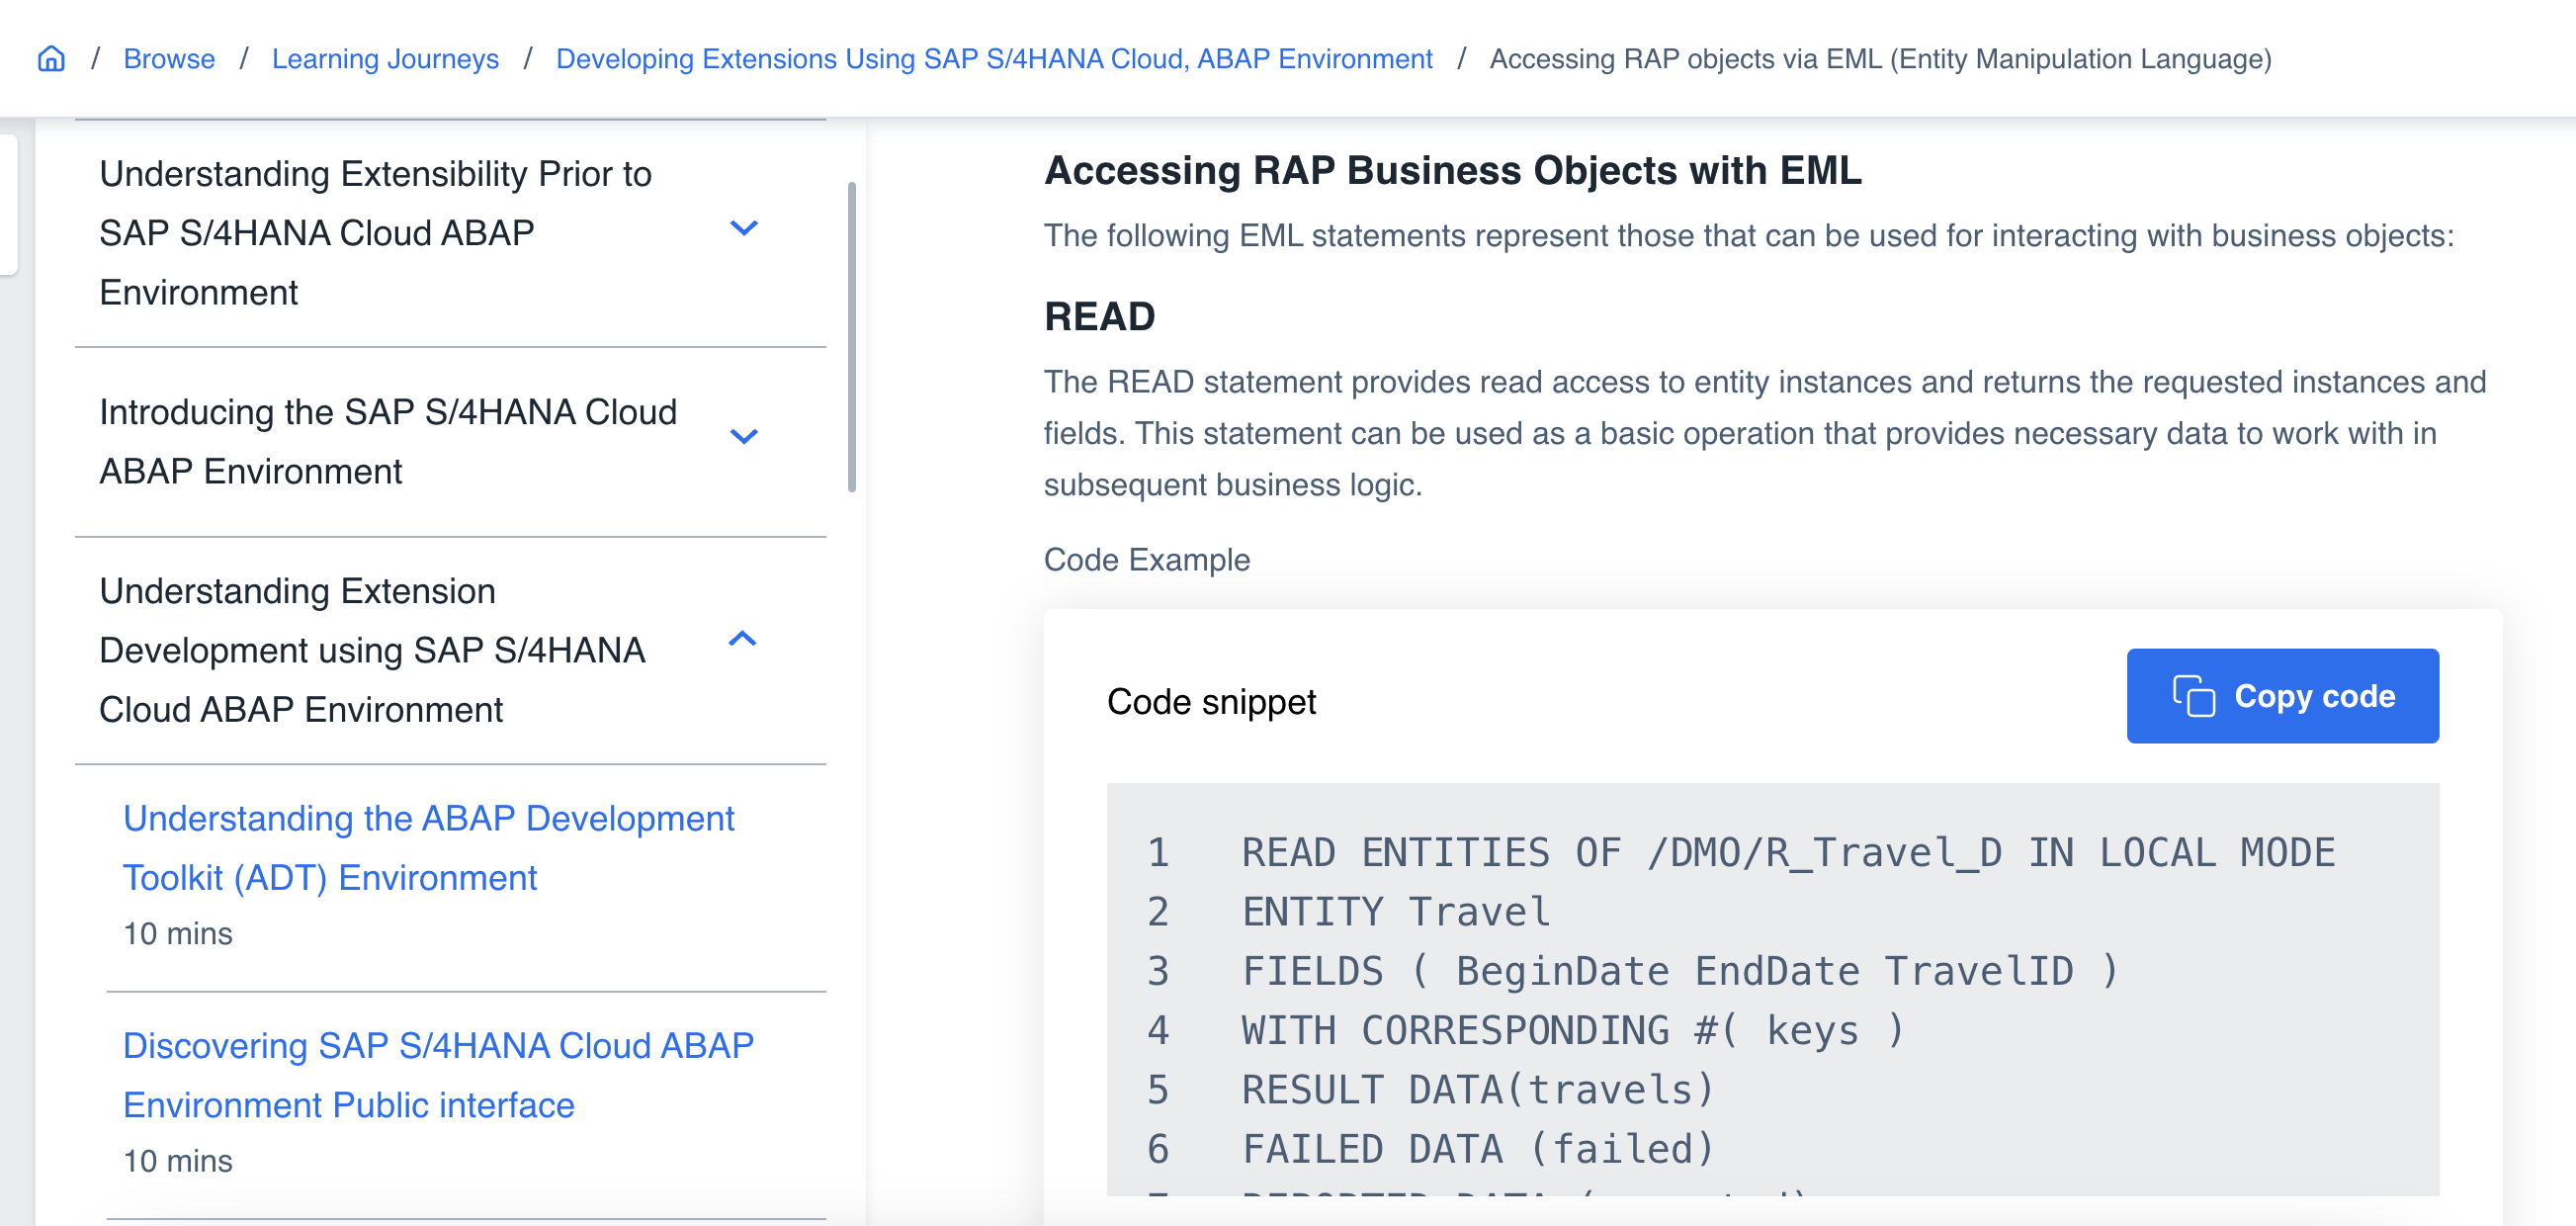 / Browse / Learning Journeys / Developing Extensions Using SAP S/4HANA Cloud, ABAP Environment / Accessing RAP objects via EML (Entity Manipulation Language)
Understanding Extensibility Prior to
SAP S/4HANA Cloud ABAP
Environment
Introducing the SAP S/4HANA Cloud
ABAP Environment
Understanding Extension
Development using SAP S/4HANA
Cloud ABAP Environment
Understanding the ABAP Development
Toolkit (ADT) Environment
10 mins
Discovering SAP S/4HANA Cloud ABAP
Environment Public interface
10 mins
Accessing RAP Business Objects with EML
The following EML statements represent those that can be used for interacting with business objects:
READ
The READ statement provides read access to entity instances and returns the requested instances and
fields. This statement can be used as a basic operation that provides necessary data to work with in
subsequent business logic.
Code Example
Code snippet
Copy code
1 READ ENTITIES OF /DMO/R_Travel_D IN LOCAL MODE
2 ENTITY Travel
3 FIELDS ( BeginDate EndDate TravelID )
4 WITH CORRESPONDING #( keys )
5 RESULT DATA(travels)
6 FAILED DATA (failed)